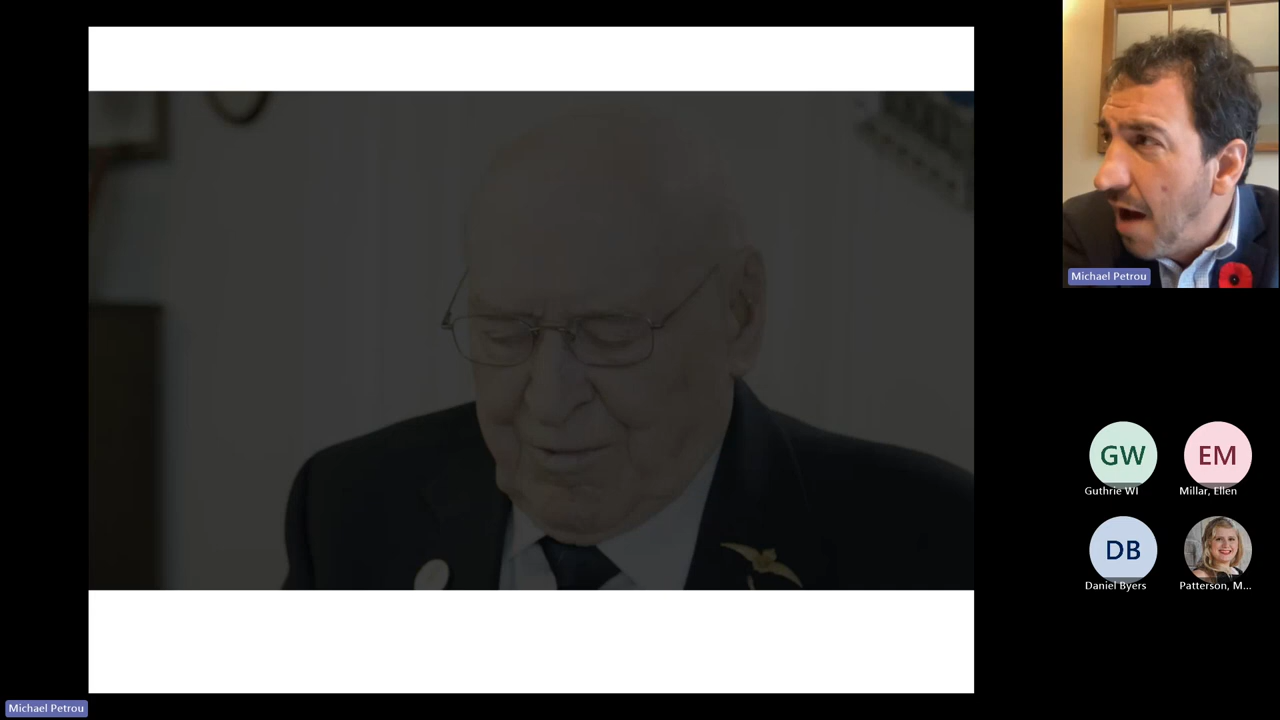 Michael Petrou
GW
EM
Guthrie WI
Millar, Ellen
DB
Daniel Byers
Patterson, M...
Michael Petrou